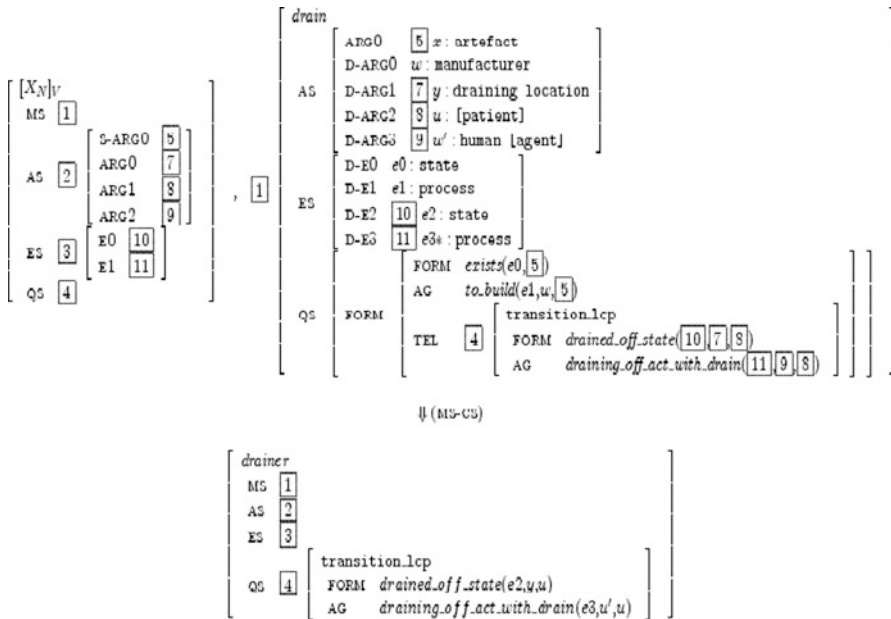 drain
ARG0 5 x : artefact
D-ARG0 w : manufacturer
AS D-ARG1 7 y : draining location
D-ARG2 8 u : [patient]
D-ARG3 9 w' : human [agent]
[X_N]_V
MS 1
AS 2 S-ARG0 5
ARG0 7
ARG1 8
ARG2 9
ES 3 E0 10
E1 11
QS 4
, 1
D-E0 e0 : state
D-E1 e1 : process
ES D-E2 10 e2 : state
D-E3 11 e3* : process
QS FORM FORM exists(e0, 5)
AG to_build(e1,w, 5)
TEL 4 transition_lcp
FORM drained_off_state(10, 7, 8)
AG draining_off_act_with_drain(11, 9, 8)
⇓ (MS-CS)
drainer
MS 1
AS 2
ES 3
QS 4 transition_lcp
FORM drained_off_state(e2,y,u)
AG draining_off_act_with_drain(e3,u',u)